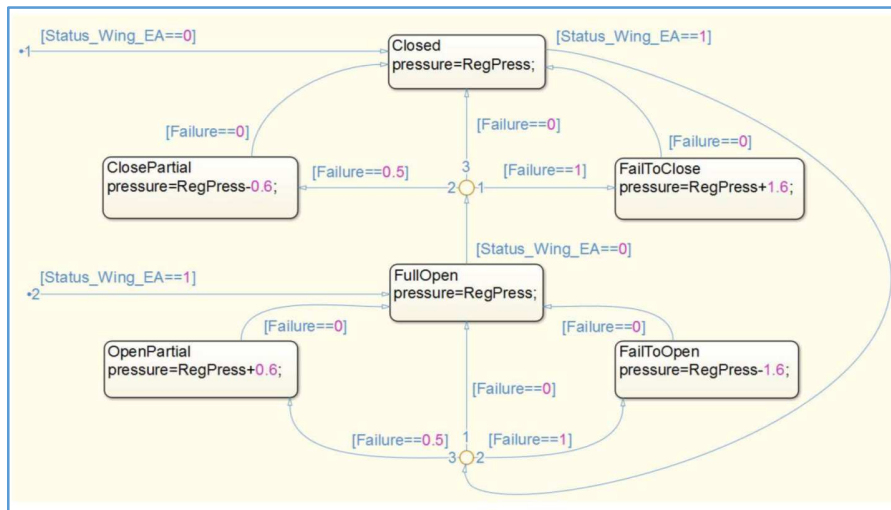 [Status_Wing_EA==0]
1
Closed
pressure=RegPress;
[Status_Wing_EA==1]
[Failure==0]
[Failure==0]
[Failure==0]
ClosePartial
pressure=RegPress-0.6;
[Failure==0.5]
3
2
1
[Failure==1]
FailToClose
pressure=RegPress+1.6;
[Status_Wing_EA==0]
[Status_Wing_EA==1]
2
FullOpen
pressure=RegPress;
[Failure==0]
[Failure==0]
OpenPartial
pressure=RegPress+0.6;
FailToOpen
pressure=RegPress-1.6;
[Failure==0]
[Failure==0.5]
1
3
2
[Failure==1]